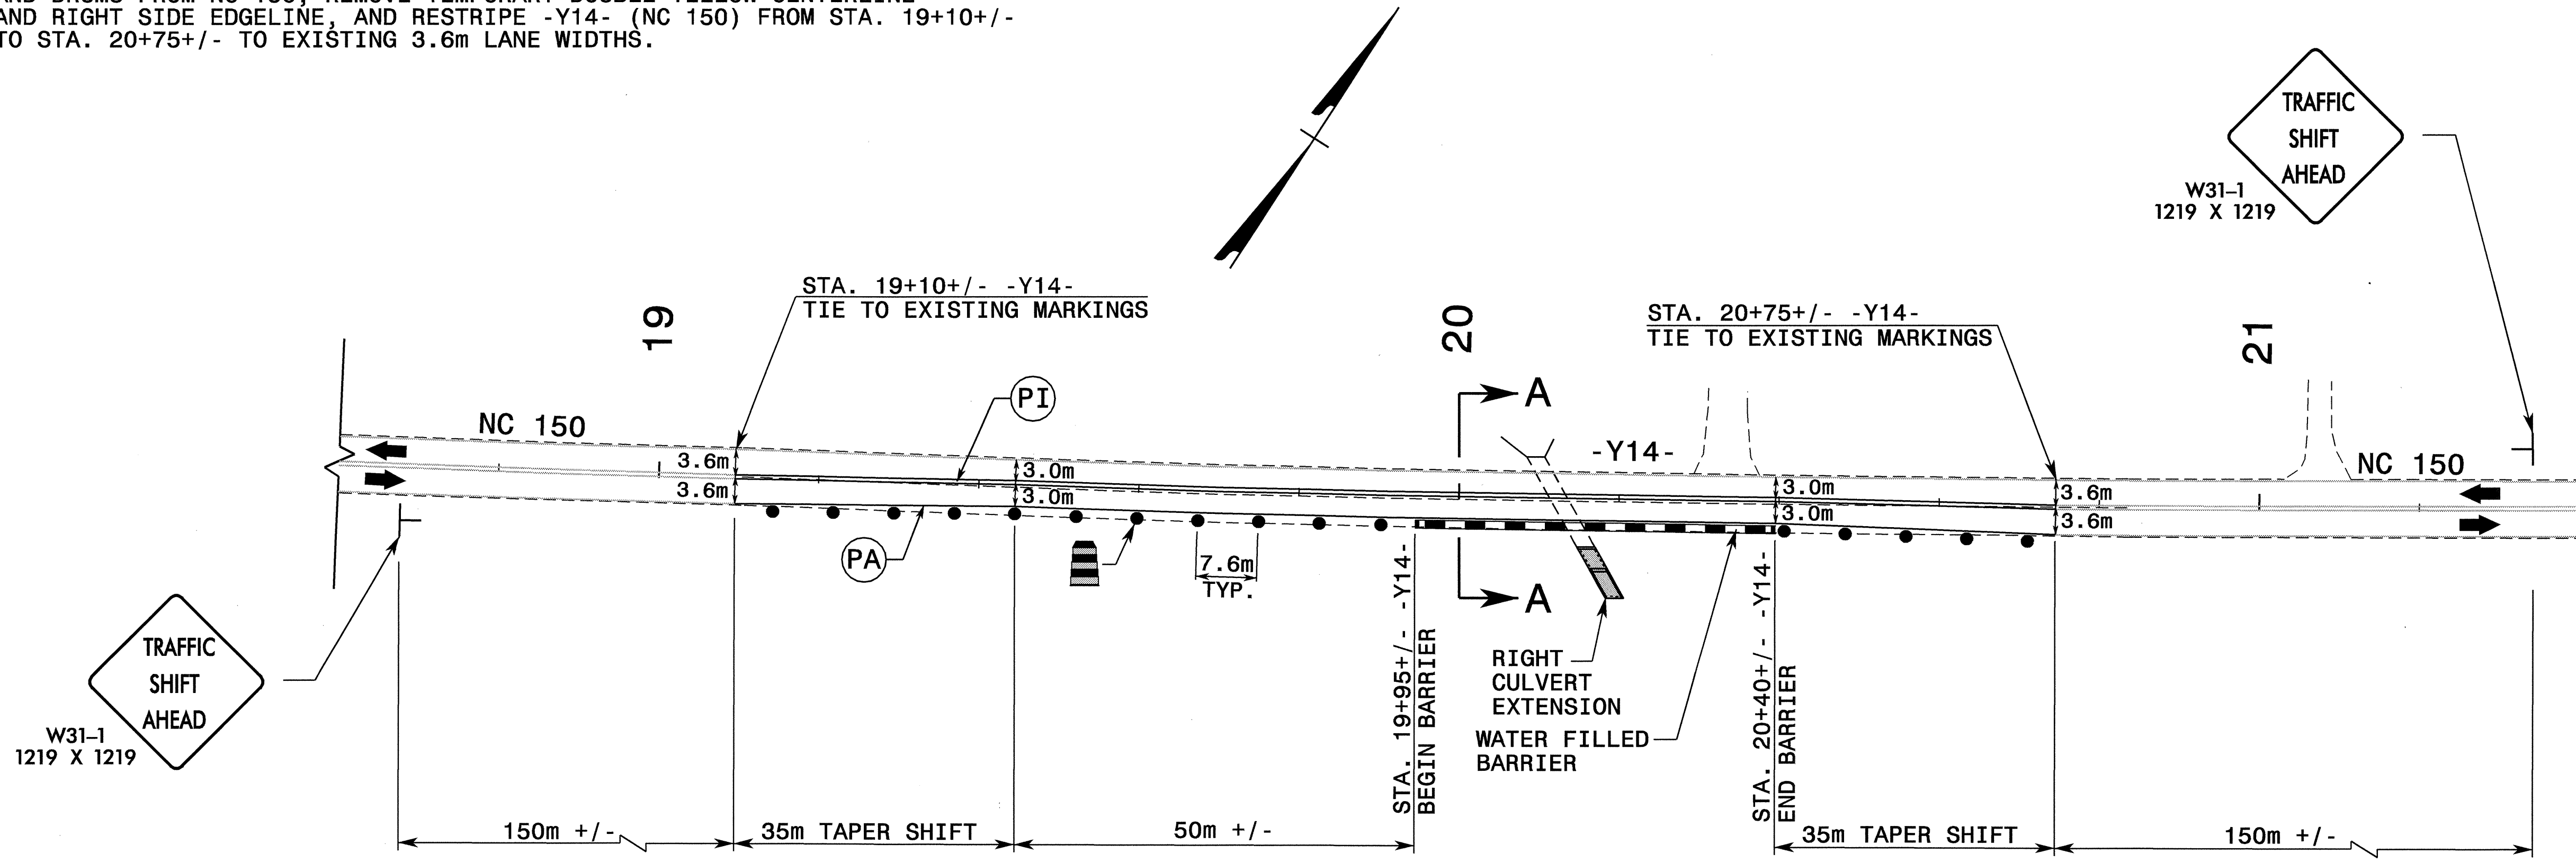 AND RIGHT SIDE EDGELINE, AND RESTRIPE -Y14- (NC 150) FROM STA. 19+10+/-
TO STA. 20+75+/- TO EXISTING 3.6m LANE WIDTHS.
TRAFFIC
SHIFT
AHEAD
W31-1
1219 X 1219
STA. 19+10+/- -Y14-
TIE TO EXISTING MARKINGS
STA. 20+75+/- -Y14-
TIE TO EXISTING MARKINGS
19
20
21
PI
A
NC 150
-Y14-
NC 150
3.6m
3.6m
3.0m
3.0m
3.0m
3.0m
3.6m
3.6m
PA
7.6m
TYP.
A
TRAFFIC
SHIFT
AHEAD
W31-1
1219 X 1219
STA. 19+95+/- -Y14-
BEGIN BARRIER
RIGHT
CULVERT
EXTENSION
WATER FILLED
BARRIER
STA. 20+40+/- -Y14-
END BARRIER
150m +/-
35m TAPER SHIFT
50m +/-
35m TAPER SHIFT
150m +/-